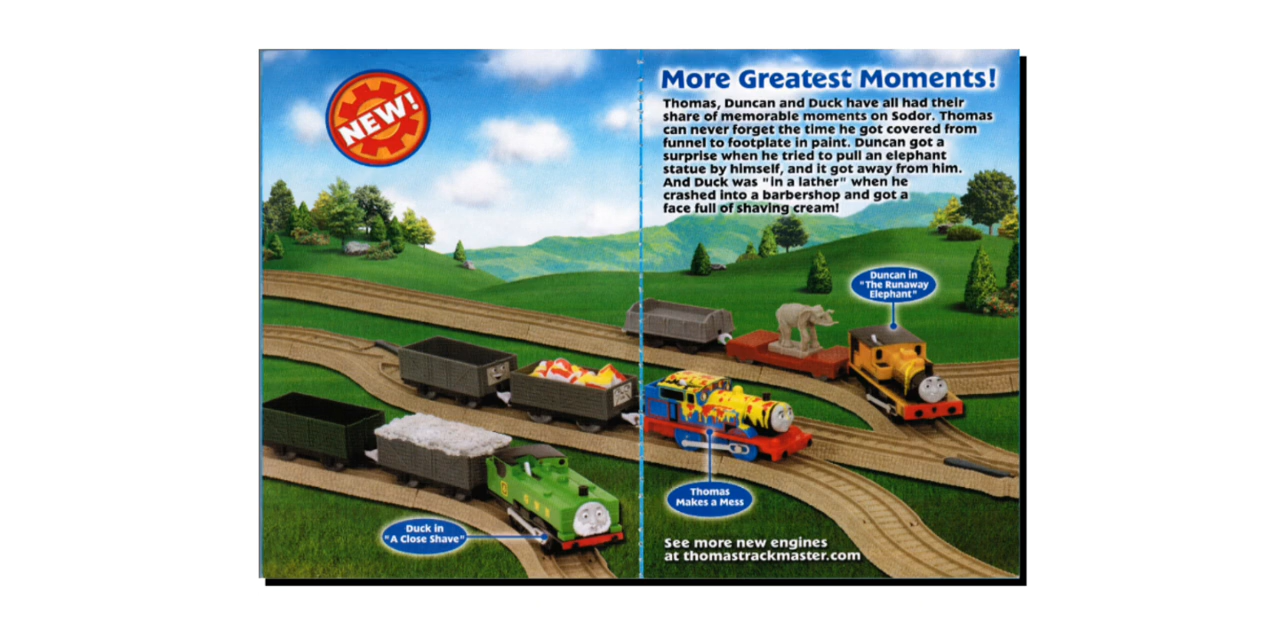 NEW!
More Greatest Moments!
Thomas, Duncan and Duck have all had their
share of memorable moments on Sodor. Thomas
can never forget the time he got covered from
funnel to footplate in paint. Duncan got a
surprise when he tried to pull an elephant
statue by himself, and it got away from him.
And Duck was "in a lather" when he
crashed into a barbershop and got a
face full of shaving cream!
Duncan in
"The Runaway
Elephant"
Thomas
Makes a Mess
Duck in
"A Close Shave"
See more new engines
at thomastrackmaster.com